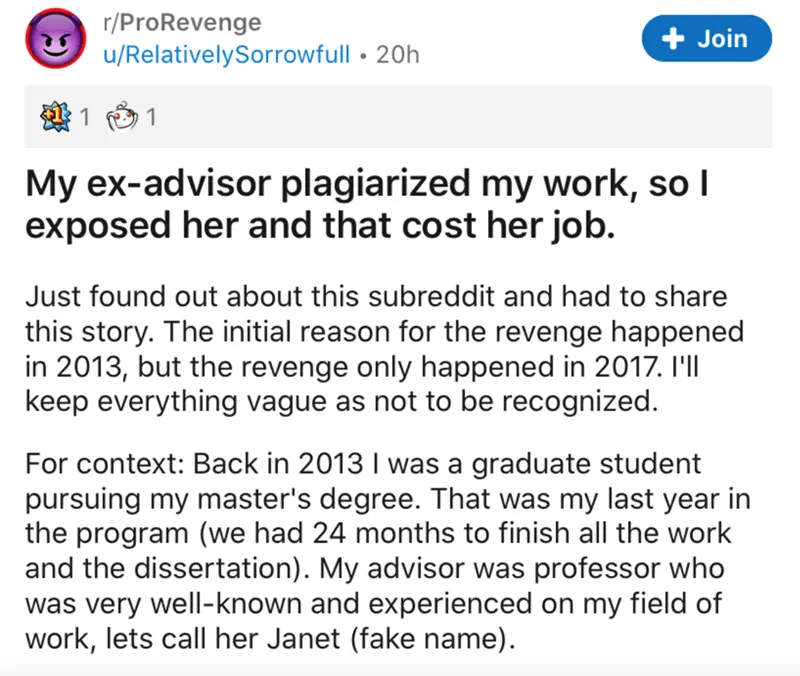 r/ProRevenge
u/RelativelySorrowfull • 20h
+ Join
+1 1 1
My ex-advisor plagiarized my work, so I
exposed her and that cost her job.
Just found out about this subreddit and had to share
this story. The initial reason for the revenge happened
in 2013, but the revenge only happened in 2017. I'll
keep everything vague as not to be recognized.
For context: Back in 2013 I was a graduate student
pursuing my master's degree. That was my last year in
the program (we had 24 months to finish all the work
and the dissertation). My advisor was professor who
was very well-known and experienced on my field of
work, lets call her Janet (fake name).